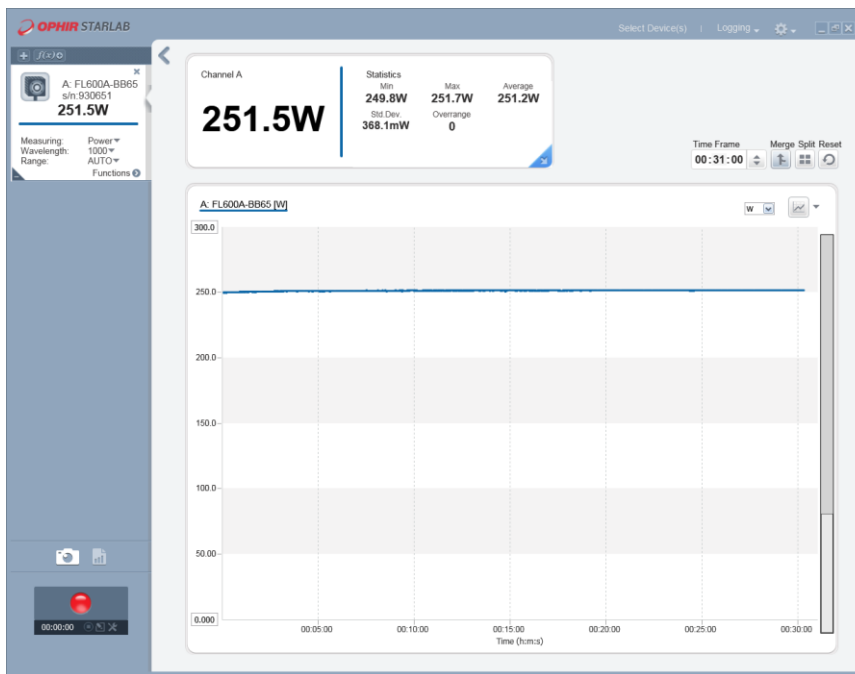 OPHIR STARLAB
Select Device(s) | Logging
f(x)
A: FL600A-BB65
s/n:930651
251.5W
Measuring: Power
Wavelength: 1000
Range: AUTO
Functions
Channel A
251.5W
Statistics
Min Max Average
249.8W 251.7W 251.2W
Std.Dev. Overrange
368.1mW 0
Time Frame Merge Split Reset
00:31:00
A: FL600A-BB65 [W]
W
300.0
250.0
200.0
150.0
100.0
50.00
0.000
00:05:00 00:10:00 00:15:00 00:20:00 00:25:00 00:30:00
Time (h:m:s)
00:00:00